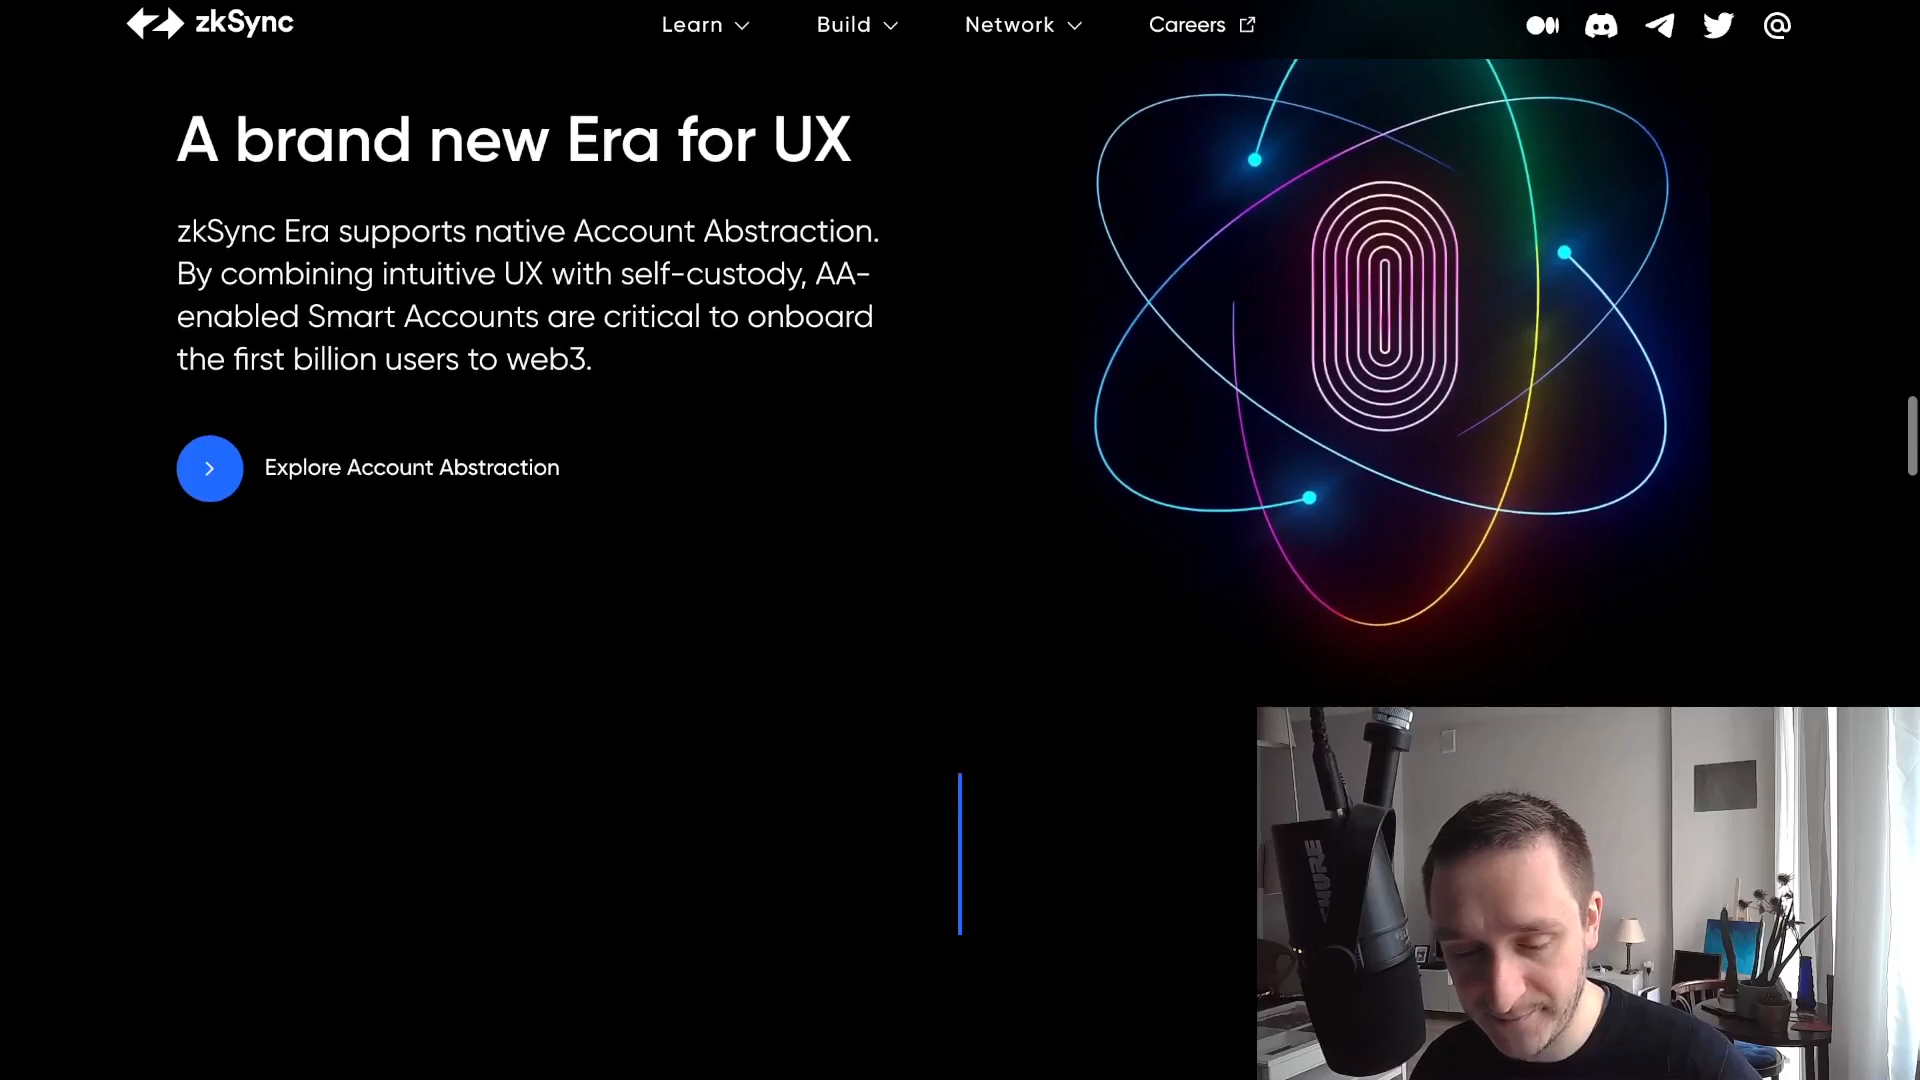 zkSync
Learn
Build
Network
Careers
A brand new Era for UX
zkSync Era supports native Account Abstraction.
By combining intuitive UX with self-custody, AA-
enabled Smart Accounts are critical to onboard
the first billion users to web3.
Explore Account Abstraction
SHURE